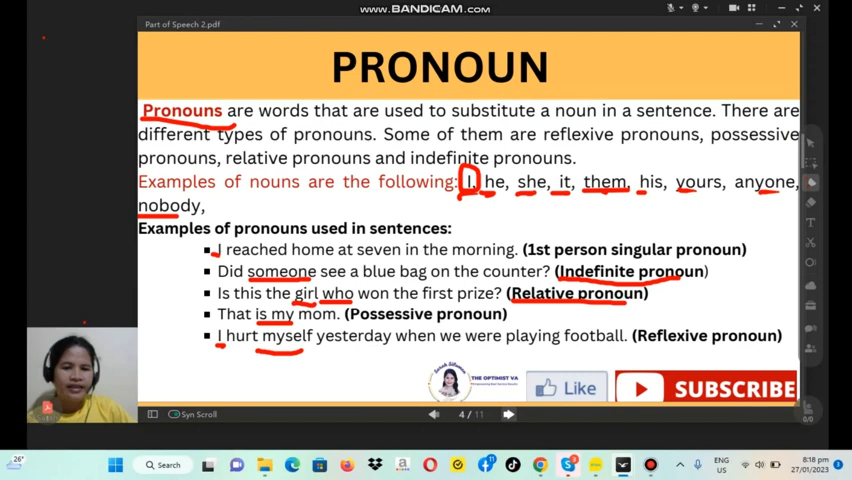 WWW.BANDICAM.COM
Part of Speech 2.pdf
PRONOUN
Pronouns are words that are used to substitute a noun in a sentence. There are
different types of pronouns. Some of them are reflexive pronouns, possessive
pronouns, relative pronouns and indefinite pronouns.
Examples of nouns are the following: I, he, she, it, them, his, yours, anyone,
nobody,
Examples of pronouns used in sentences:
I reached home at seven in the morning. (1st person singular pronoun)
Did someone see a blue bag on the counter? (Indefinite pronoun)
Is this the girl who won the first prize? (Relative pronoun)
That is my mom. (Possessive pronoun)
I hurt myself yesterday when we were playing football. (Reflexive pronoun)
THE OPTIMIST VA
Like
SUBSCRIBE
Syn Scroll
4 / 11
0/0
26°
Search
ENG
US
8:18 pm
27/01/2023